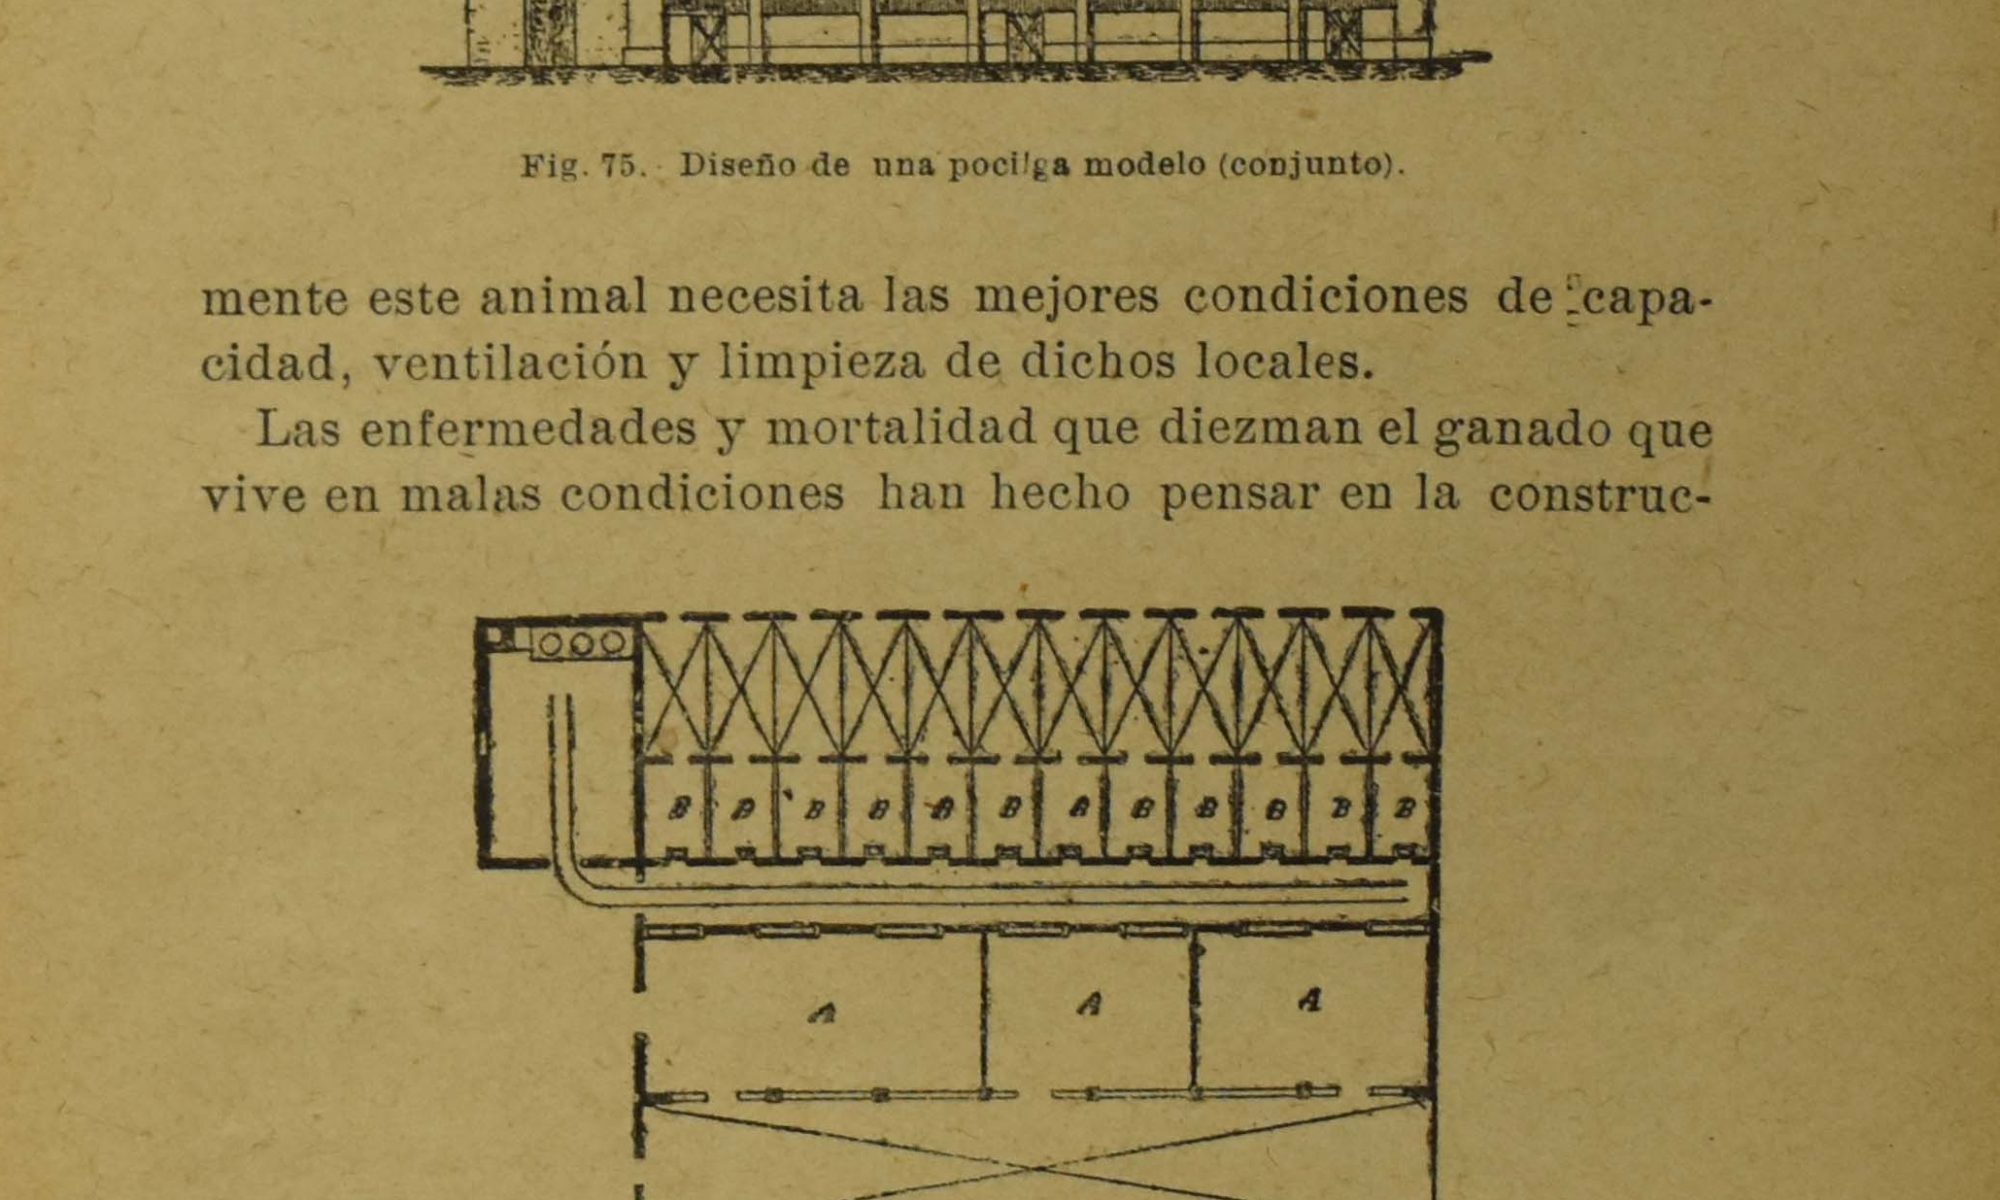 Fig. 75. Diseño de una pocilga modelo (conjunto).
mente este animal necesita las mejores condiciones de capa-
cidad, ventilación y limpieza de dichos locales.
Las enfermedades y mortalidad que diezman el ganado que
vive en malas condiciones han hecho pensar en la construc-
B B B B B B B B B B B B
A A A